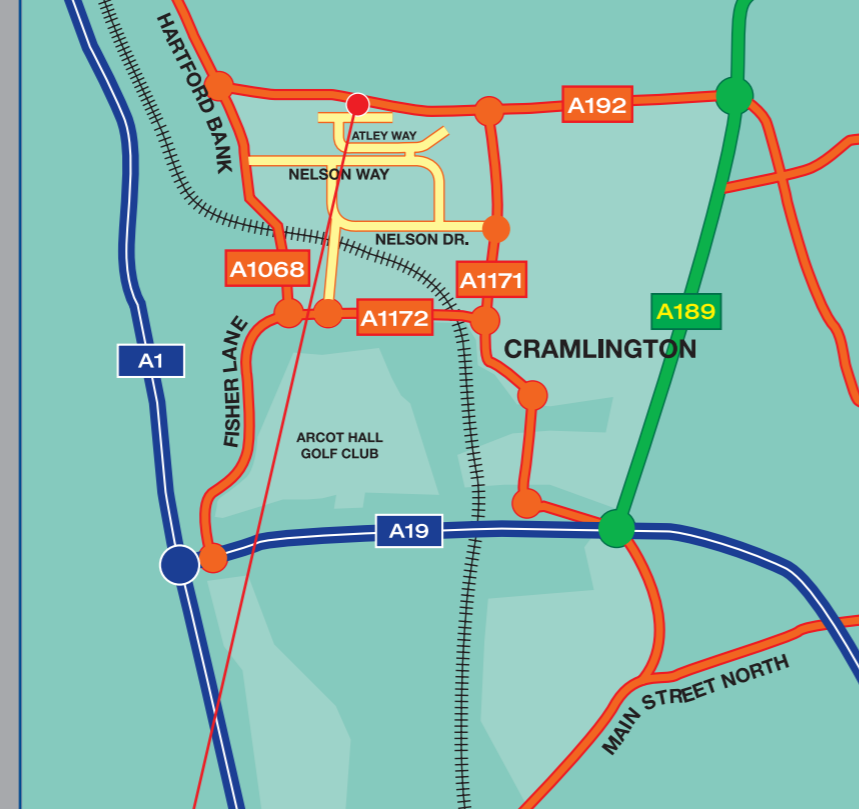 HARTFORD BANK
A192
ATLEY WAY
NELSON WAY
NELSON DR.
A1068
A1171
A1172
A189
CRAMLINGTON
A1
FISHER LANE
ARCOT HALL
GOLF CLUB
A19
MAIN STREET NORTH